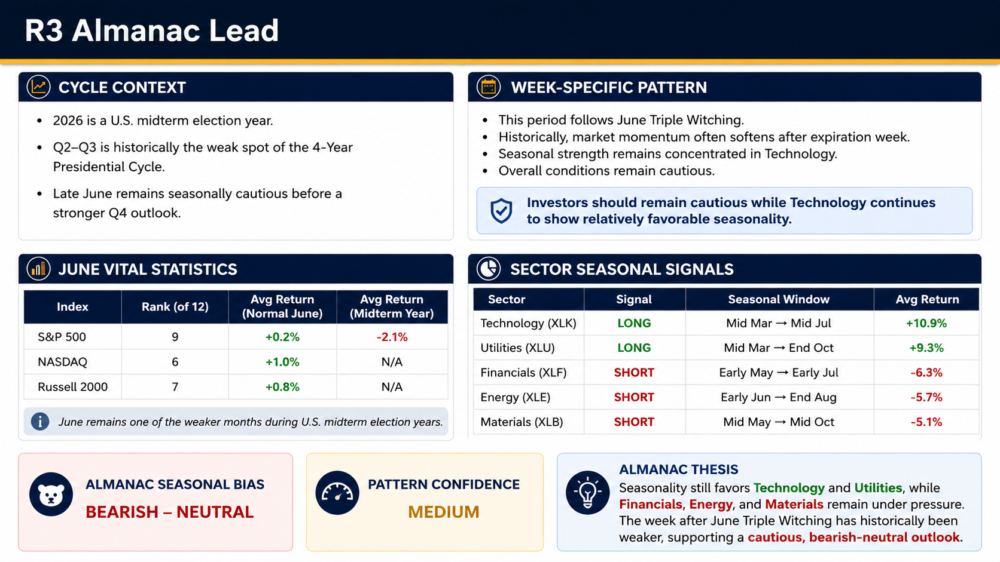 R3 Almanac Lead
CYCLE CONTEXT
• 2026 is a U.S. midterm election year.
• Q2–Q3 is historically the weak spot of the 4-Year
Presidential Cycle.
• Late June remains seasonally cautious before a
stronger Q4 outlook.
WEEK-SPECIFIC PATTERN
• This period follows June Triple Witching.
• Historically, market momentum often softens after expiration week.
• Seasonal strength remains concentrated in Technology.
• Overall conditions remain cautious.
Investors should remain cautious while Technology continues
to show relatively favorable seasonality.
JUNE VITAL STATISTICS
Index Rank (of 12) Avg Return (Normal June) Avg Return (Midterm Year)
S&P 500 9 +0.2% -2.1%
NASDAQ 6 +1.0% N/A
Russell 2000 7 +0.8% N/A
i June remains one of the weaker months during U.S. midterm election years.
SECTOR SEASONAL SIGNALS
Sector Signal Seasonal Window Avg Return
Technology (XLK) LONG Mid Mar → Mid Jul +10.9%
Utilities (XLU) LONG Mid Mar → End Oct +9.3%
Financials (XLF) SHORT Early May → Early Jul -6.3%
Energy (XLE) SHORT Early Jun → End Aug -5.7%
Materials (XLB) SHORT Mid May → Mid Oct -5.1%
ALMANAC SEASONAL BIAS
BEARISH – NEUTRAL
PATTERN CONFIDENCE
MEDIUM
ALMANAC THESIS
Seasonality still favors Technology and Utilities, while
Financials, Energy, and Materials remain under pressure.
The week after June Triple Witching has historically been
weaker, supporting a cautious, bearish-neutral outlook.